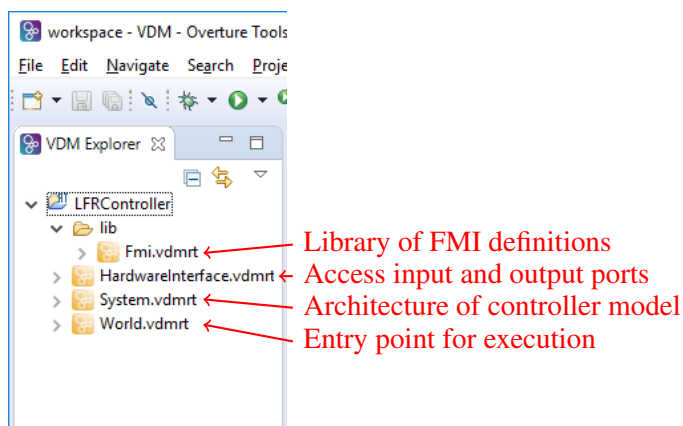 workspace - VDM - Overture Tools
File Edit Navigate Search Proje
VDM Explorer
LFRController
lib
Fmi.vdmrt
HardwareInterface.vdmrt
System.vdmrt
World.vdmrt
Library of FMI definitions
Access input and output ports
Architecture of controller model
Entry point for execution